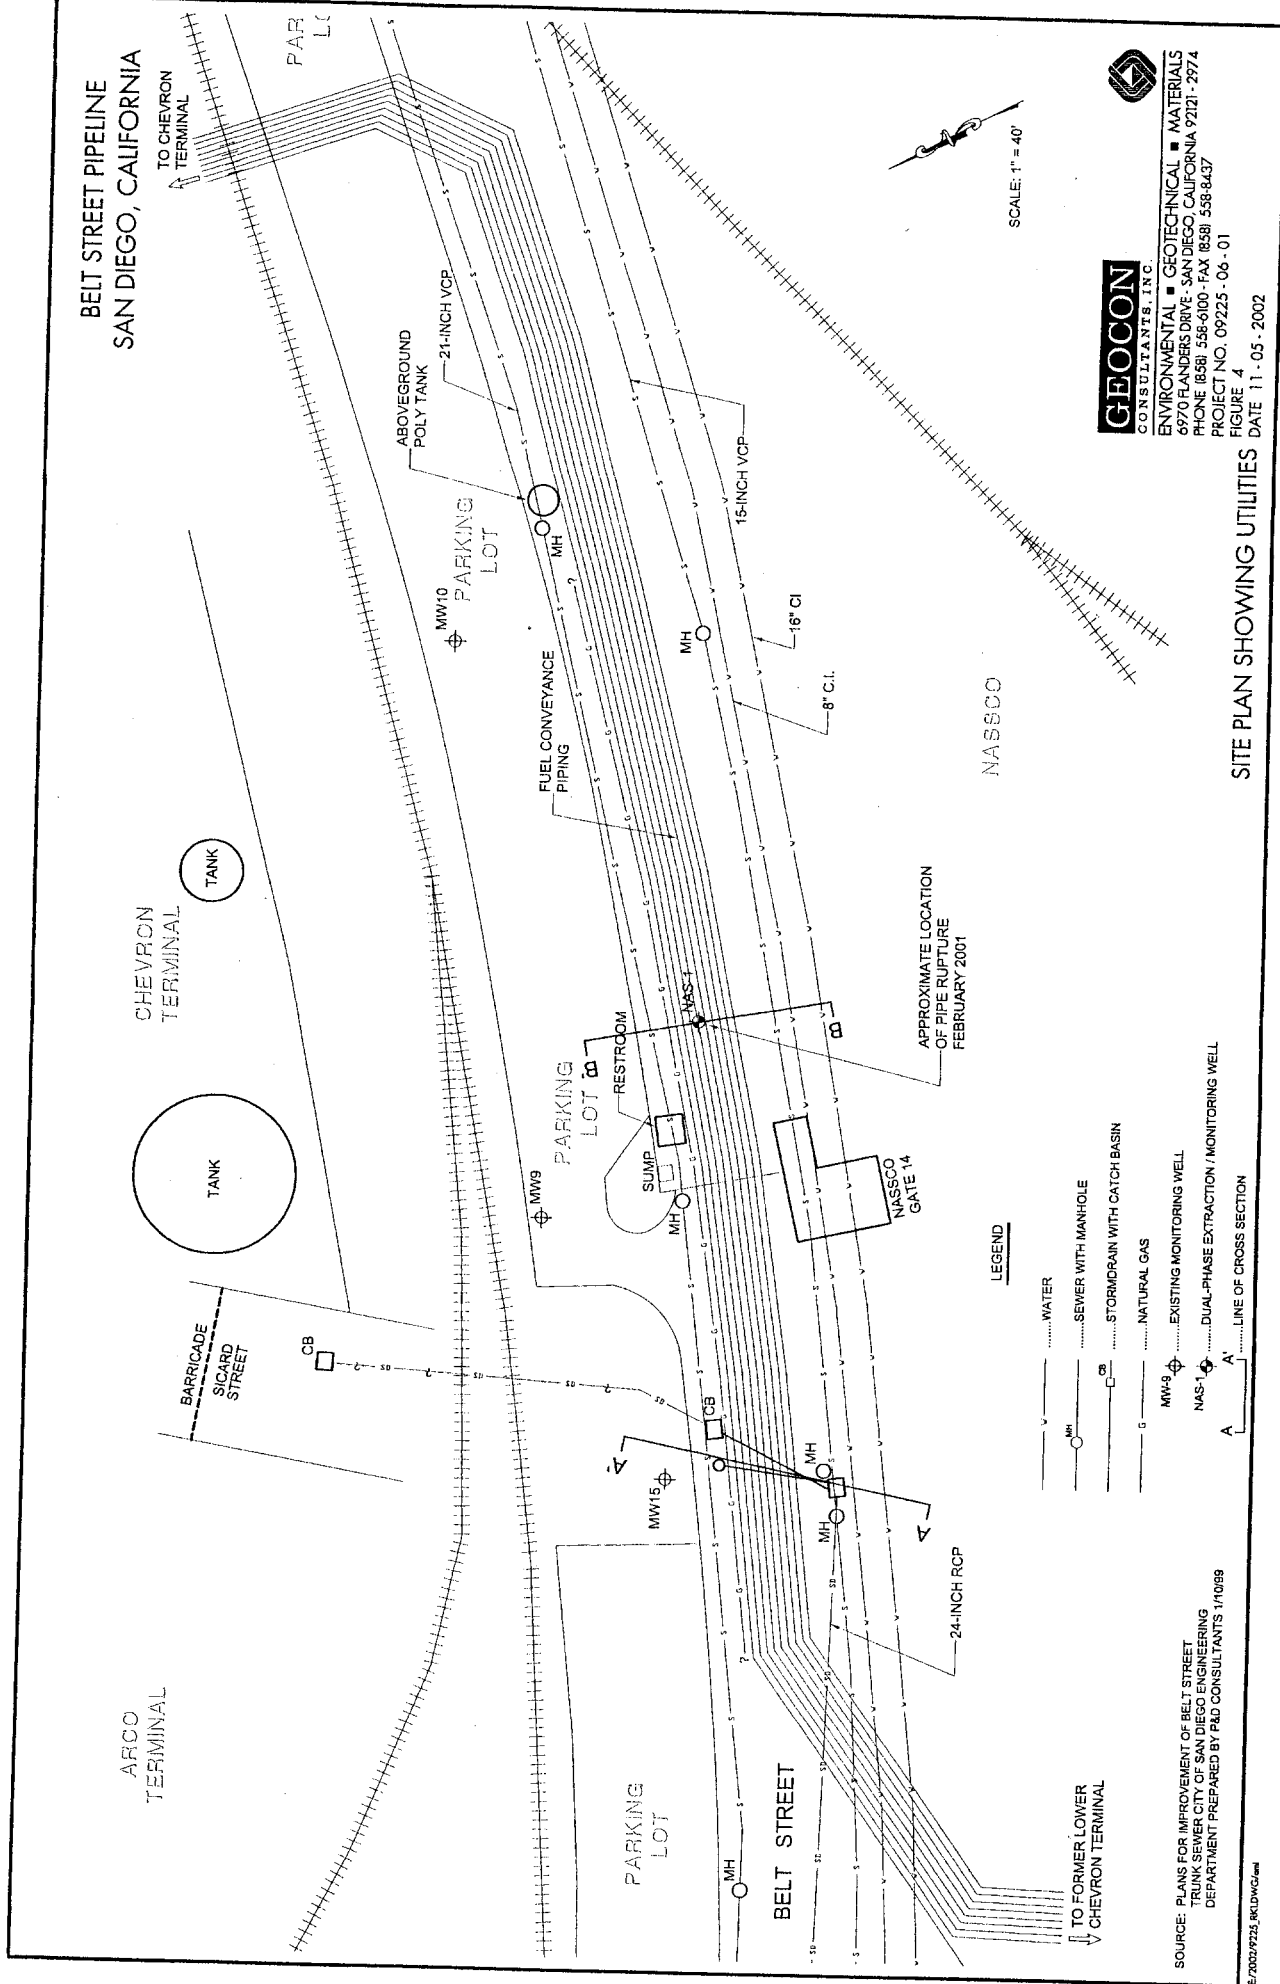 BELT STREET PIPELINE
SAN DIEGO, CALIFORNIA
TO CHEVRON
TERMINAL
PAR
ABOVEGROUND
POLY TANK
21-INCH VCP
PARKING
LOT
MW10
MH
?
CHEVRON
TERMINAL
TANK
TANK
FUEL CONVEYANCE
PIPING
MH
15-INCH VCP
16" CI
8" C.I.
NASSCO
SCALE: 1" = 40'
BARRICADE
SICARD
STREET
CB
MW9
PARKING
LOT
B
RESTROOM
NAS-1
B
SUMP
MH
APPROXIMATE LOCATION
OF PIPE RUPTURE
FEBRUARY 2001
NASSCO
GATE 14
ARCO
TERMINAL
MW15
A'
CB
MH
MH
A
24-INCH RCP
PARKING
LOT
?
MH
BELT STREET
TO FORMER LOWER
CHEVRON TERMINAL
LEGEND
W ........WATER
MH ........SEWER WITH MANHOLE
CB ........STORMDRAIN WITH CATCH BASIN
G ........NATURAL GAS
MW-9 ........EXISTING MONITORING WELL
NAS-1 ........DUAL-PHASE EXTRACTION / MONITORING WELL
A A' ........LINE OF CROSS SECTION
SOURCE: PLANS FOR IMPROVEMENT OF BELT STREET
TRUNK SEWER CITY OF SAN DIEGO ENGINEERING
DEPARTMENT PREPARED BY P&D CONSULTANTS 1/10/99
GEOCON
CONSULTANTS, INC.
ENVIRONMENTAL ■ GEOTECHNICAL ■ MATERIALS
6970 FLANDERS DRIVE - SAN DIEGO, CALIFORNIA 92121 - 2974
PHONE (858) 558-6100 - FAX (858) 558-8437
PROJECT NO. 09225 - 06 - 01
FIGURE 4
DATE 11 - 05 - 2002
SITE PLAN SHOWING UTILITIES